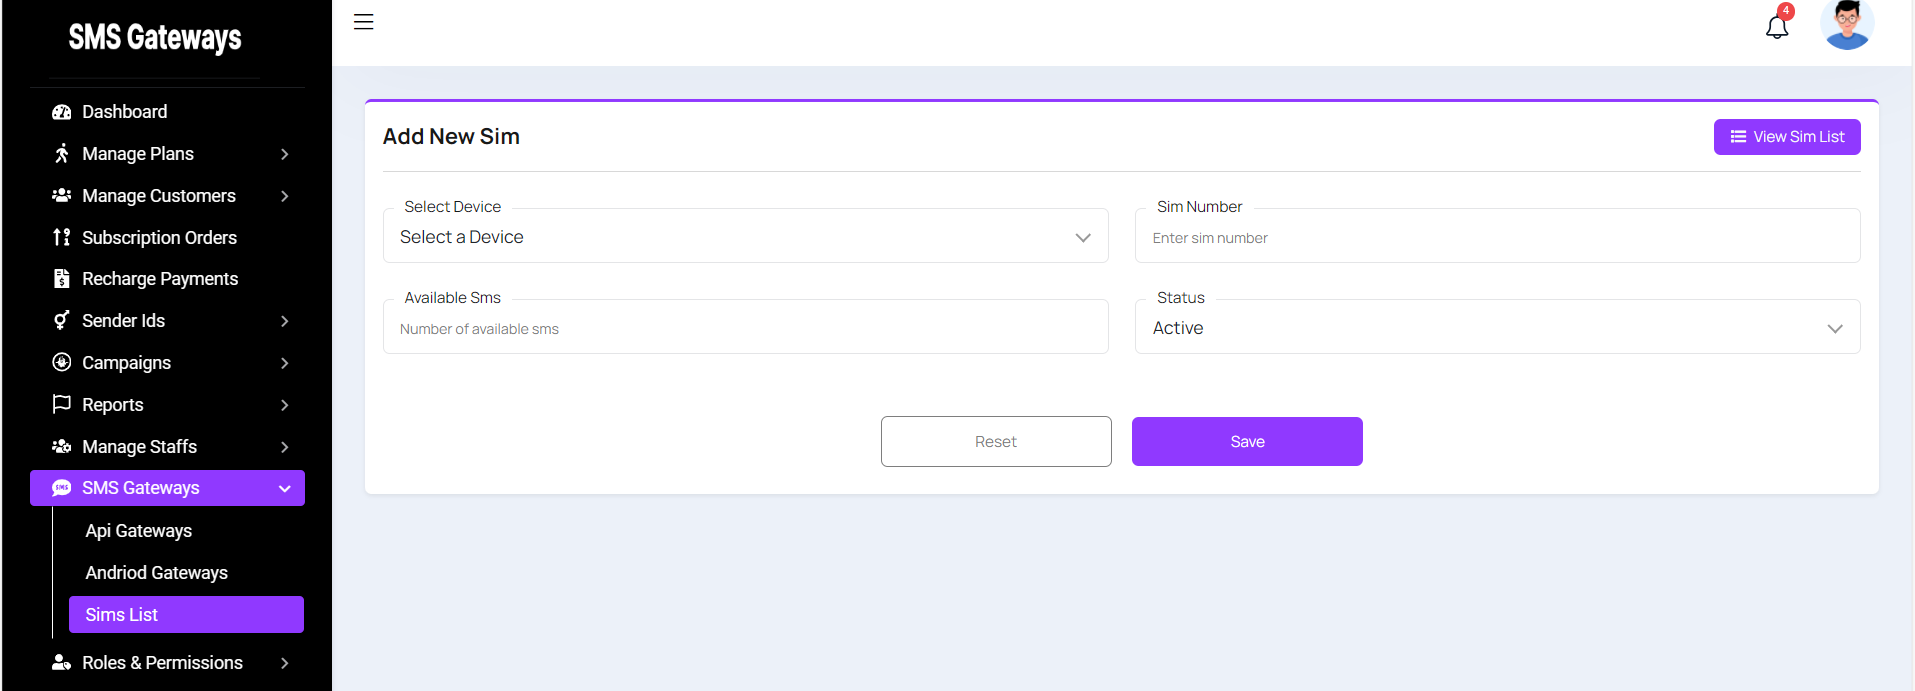 SMS Gateways
Dashboard
Manage Plans
Manage Customers
Subscription Orders
Recharge Payments
Sender Ids
Campaigns
Reports
Manage Staffs
SMS
SMS Gateways
Api Gateways
Andriod Gateways
Sims List
Roles & Permissions
4
Add New Sim
View Sim List
Select Device
Select a Device
Sim Number
Enter sim number
Available Sms
Number of available sms
Status
Active
Reset
Save